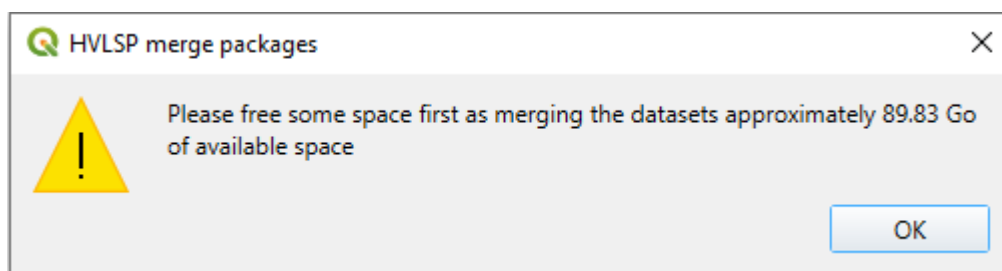 HVLSP merge packages
Please free some space first as merging the datasets approximately 89.83 Go
of available space
OK